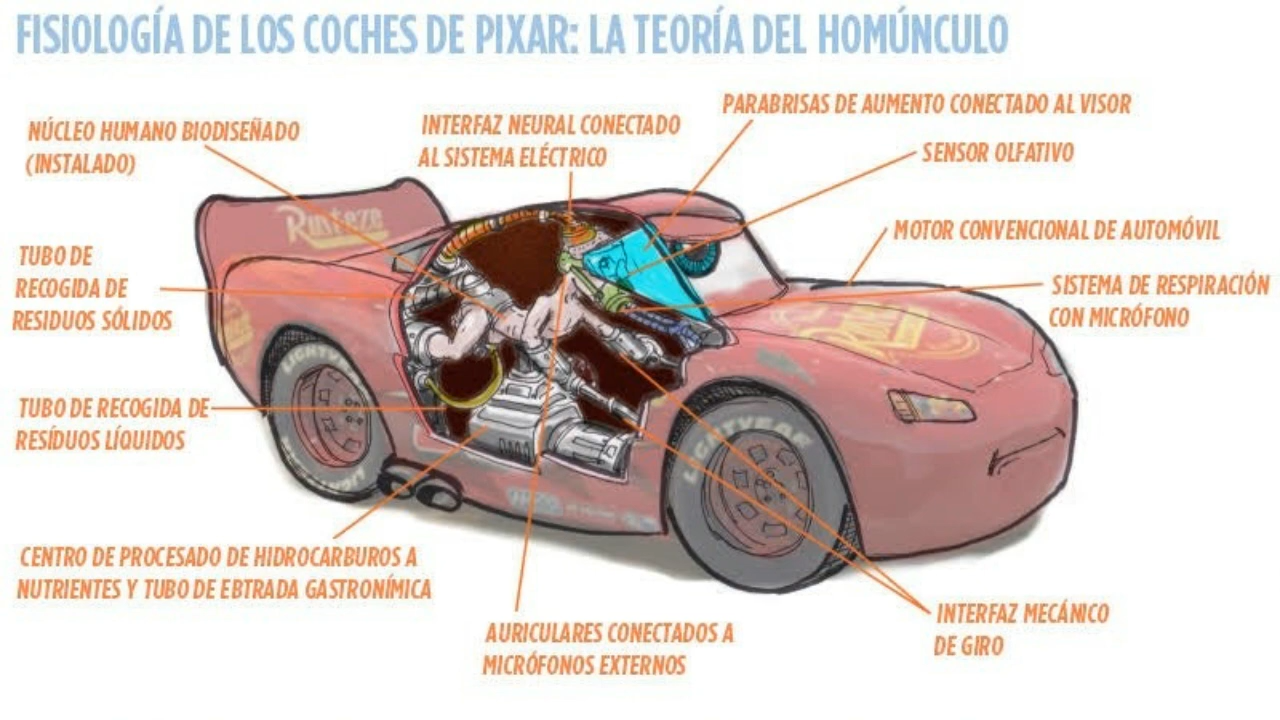 FISIOLOGÍA DE LOS COCHES DE PIXAR: LA TEORÍA DEL HOMÚNCULO
NÚCLEO HUMANO BIODISEÑADO
(INSTALADO)
INTERFAZ NEURAL CONECTADO
AL SISTEMA ELÉCTRICO
PARABRISAS DE AUMENTO CONECTADO AL VISOR
SENSOR OLFATIVO
MOTOR CONVENCIONAL DE AUTOMÓVIL
SISTEMA DE RESPIRACIÓN
CON MICRÓFONO
TUBO DE
RECOGIDA DE
RESIDUOS SÓLIDOS
TUBO DE RECOGIDA DE
RESÍDUOS LÍQUIDOS
CENTRO DE PROCESADO DE HIDROCARBUROS A
NUTRIENTES Y TUBO DE EBTRADA GASTRONÍMICA
AURICULARES CONECTADOS A
MICRÓFONOS EXTERNOS
INTERFAZ MECÁNICO
DE GIRO
LIGHTYEAR
LIGHTYEAR